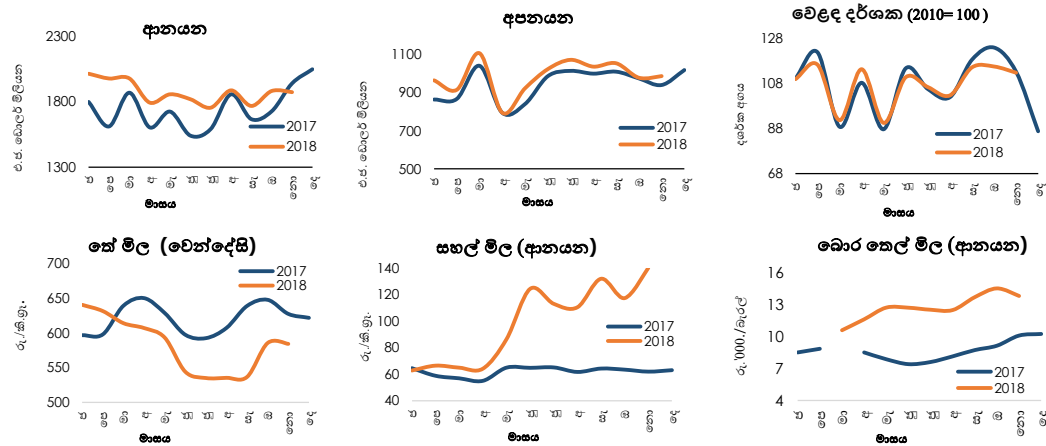 ආනයන
එ.ජ. ඩොලර් මිලියන
2300
1800
1300
2017
2018
ජ පෙ මා අ මැ ජු ජු අ සැ ඔ නො දෙ
මාසය
අපනයන
එ.ජ. ඩොලර් මිලියන
1100
900
700
500
2017
2018
ජ පෙ මා අ මැ ජු ජු අ සැ ඔ නො දෙ
මාසය
වෙළඳ දර්ශක (2010=100 )
දර්ශක අගය
128
108
88
68
2017
2018
ජ පෙ මා අ මැ ජු ජු අ සැ ඔ නො දෙ
මාසය
තේ මිල (වෙන්දේසි)
රු./කි.ග්‍රෑ.
700
650
600
550
500
2017
2018
ජ පෙ මා අ මැ ජු ජු අ සැ ඔ නො දෙ
මාසය
සහල් මිල (ආනයන)
රු./කි.ග්‍රෑ.
140
120
100
80
60
40
2017
2018
ජ පෙ මා අ මැ ජු ජු අ සැ ඔ නො දෙ
මාසය
බොර තෙල් මිල (ආනයන)
රු.'000./බැරල්
16
13
10
7
4
2017
2018
ජ පෙ මා අ මැ ජු ජු අ සැ ඔ නො දෙ
මාසය